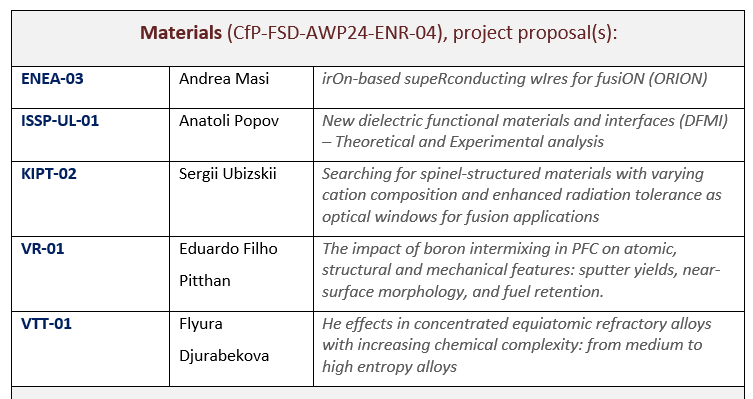 Materials (CfP-FSD-AWP24-ENR-04), project proposal(s):
ENEA-03
Andrea Masi
irOn-based supeRconducting wIres for fusiON (ORION)
ISSP-UL-01
Anatoli Popov
New dielectric functional materials and interfaces (DFMI)
– Theoretical and Experimental analysis
KIPT-02
Sergii Ubizskii
Searching for spinel-structured materials with varying
cation composition and enhanced radiation tolerance as
optical windows for fusion applications
VR-01
Eduardo Filho
Pitthan
The impact of boron intermixing in PFC on atomic,
structural and mechanical features: sputter yields, near-
surface morphology, and fuel retention.
VTT-01
Flyura
Djurabekova
He effects in concentrated equiatomic refractory alloys
with increasing chemical complexity: from medium to
high entropy alloys